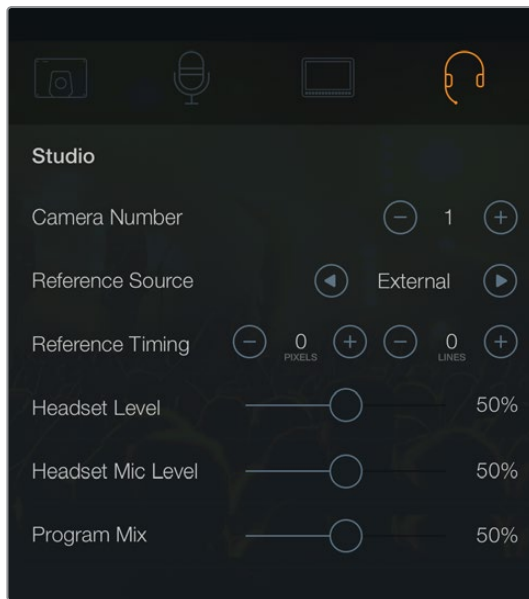 Studio
Camera Number 1
Reference Source External
Reference Timing 0 PIXELS 0 LINES
Headset Level 50%
Headset Mic Level 50%
Program Mix 50%